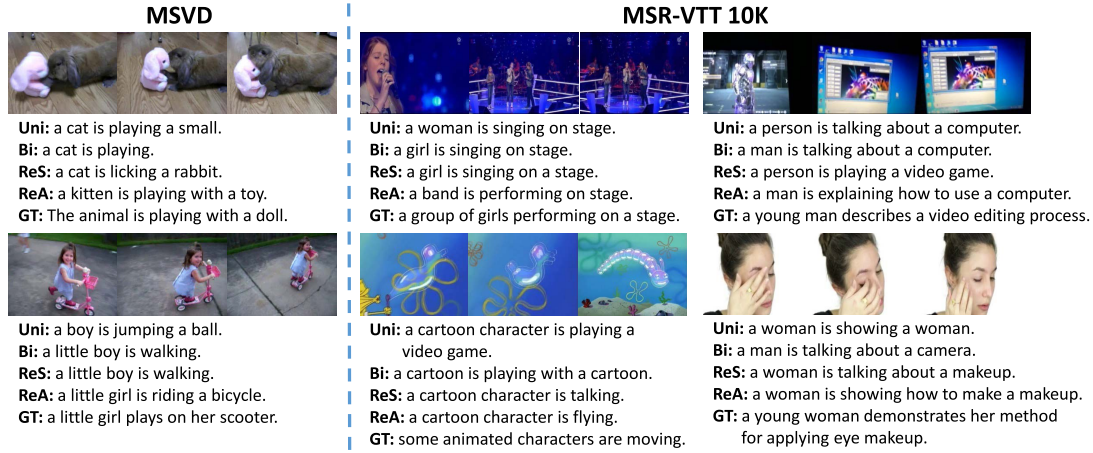 MSVD
Uni: a cat is playing a small.
Bi: a cat is playing.
ReS: a cat is licking a rabbit.
ReA: a kitten is playing with a toy.
GT: The animal is playing with a doll.
Uni: a boy is jumping a ball.
Bi: a little boy is walking.
ReS: a little boy is walking.
ReA: a little girl is riding a bicycle.
GT: a little girl plays on her scooter.
MSR-VTT 10K
Uni: a woman is singing on stage.
Bi: a girl is singing on stage.
ReS: a girl is singing on a stage.
ReA: a band is performing on stage.
GT: a group of girls performing on a stage.
Uni: a cartoon character is playing a
video game.
Bi: a cartoon is playing with a cartoon.
ReS: a cartoon character is talking.
ReA: a cartoon character is flying.
GT: some animated characters are moving.
Uni: a person is talking about a computer.
Bi: a man is talking about a computer.
ReS: a person is playing a video game.
ReA: a man is explaining how to use a computer.
GT: a young man describes a video editing process.
Uni: a woman is showing a woman.
Bi: a man is talking about a camera.
ReS: a woman is talking about a makeup.
ReA: a woman is showing how to make a makeup.
GT: a young woman demonstrates her method
for applying eye makeup.